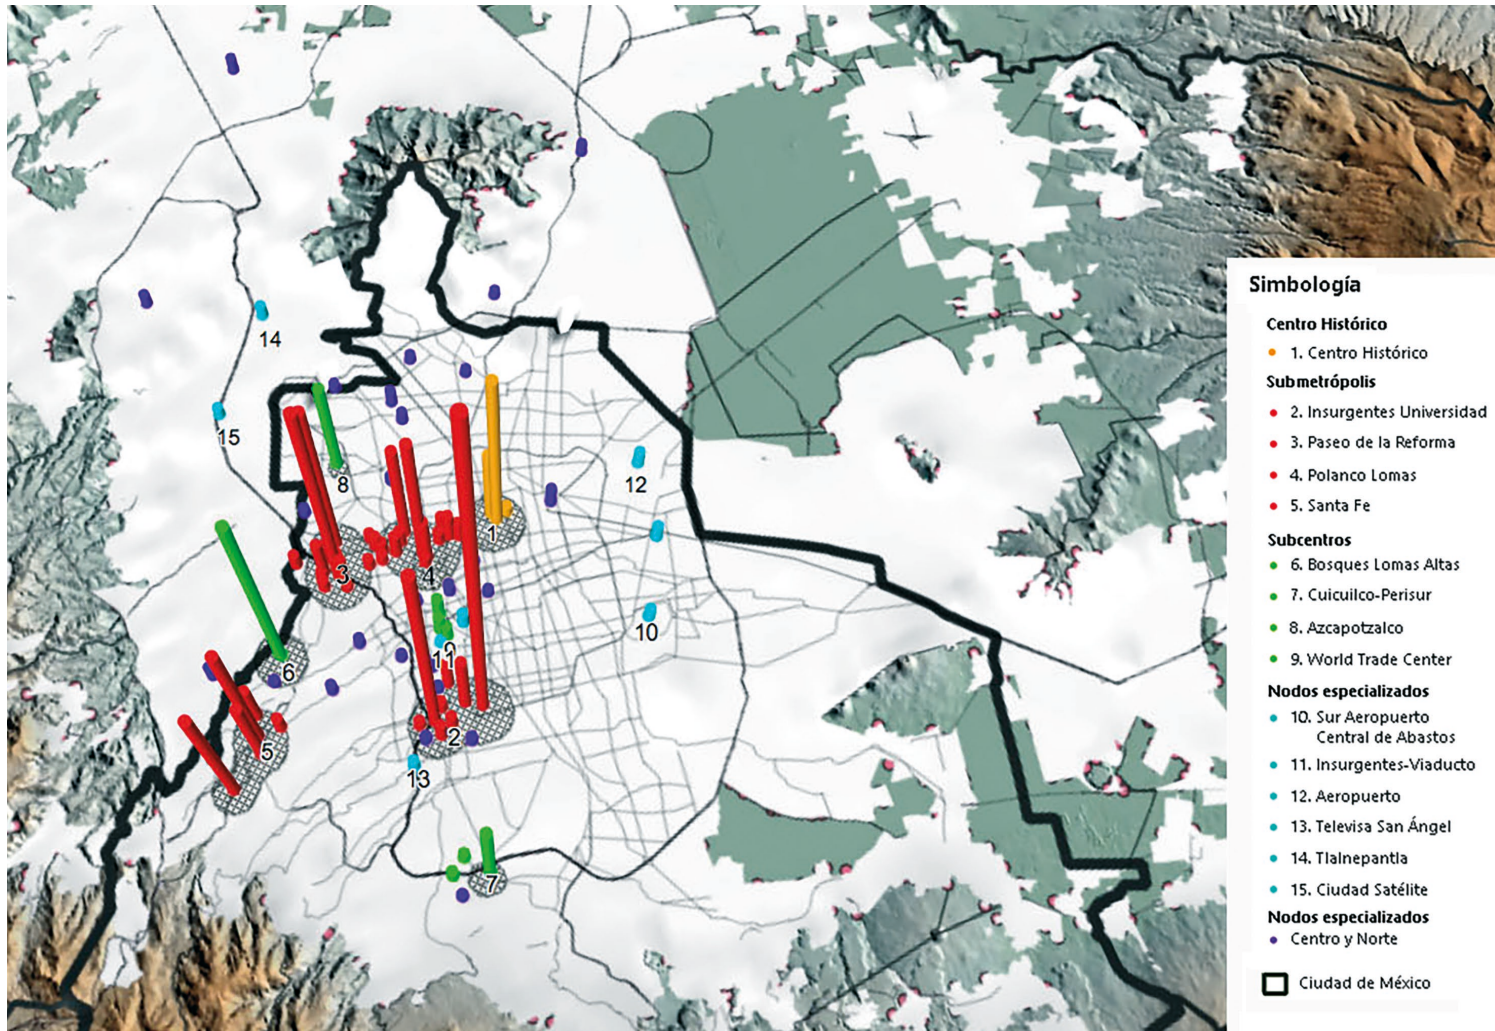 14
15
8
12
1
3
4
10
9
11
6
2
5
13
7
Simbología
Centro Histórico
1. Centro Histórico
Submetrópolis
2. Insurgentes Universidad
3. Paseo de la Reforma
4. Polanco Lomas
5. Santa Fe
Subcentros
6. Bosques Lomas Altas
7. Cuicuilco-Perisur
8. Azcapotzalco
9. World Trade Center
Nodos especializados
10. Sur Aeropuerto
Central de Abastos
11. Insurgentes-Viaducto
12. Aeropuerto
13. Televisa San Ángel
14. Tlalnepantla
15. Ciudad Satélite
Nodos especializados
Centro y Norte
Ciudad de México